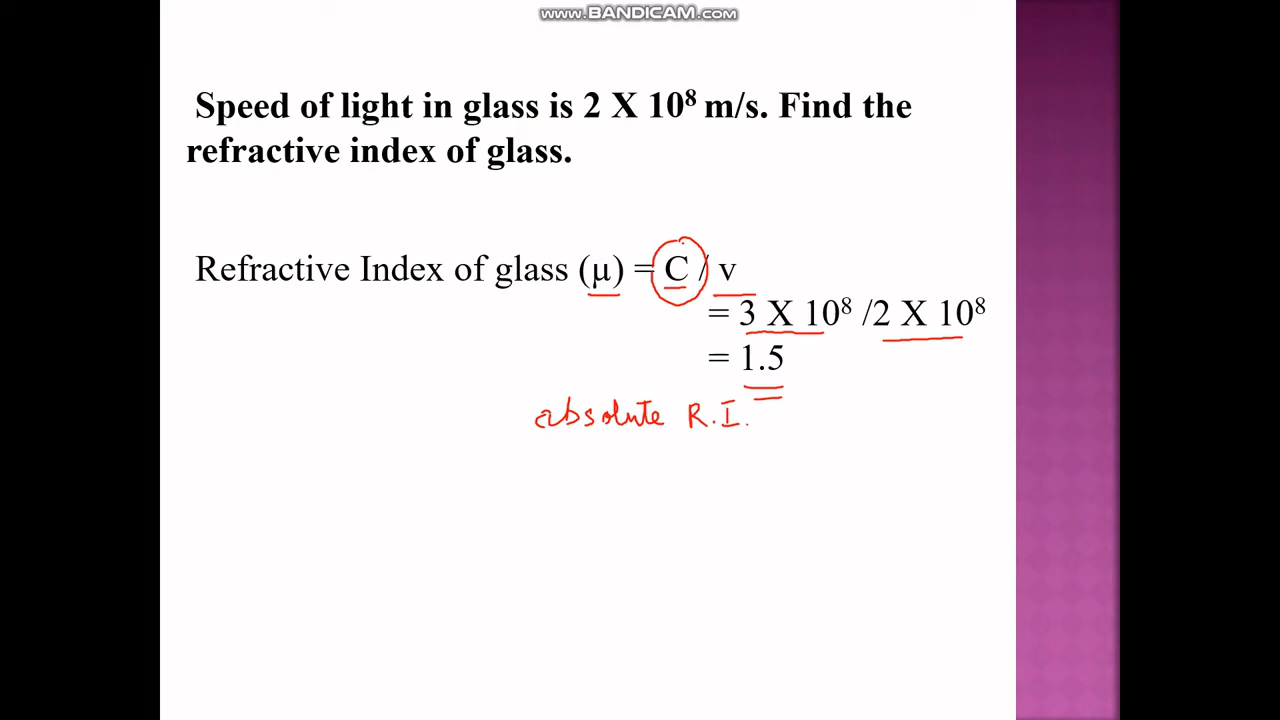 www.BANDICAM.com
Speed of light in glass is 2 X 10⁸ m/s. Find the
refractive index of glass.
Refractive Index of glass (μ) = C / v
= 3 X 10⁸ /2 X 10⁸
= 1.5
absolute R.I.